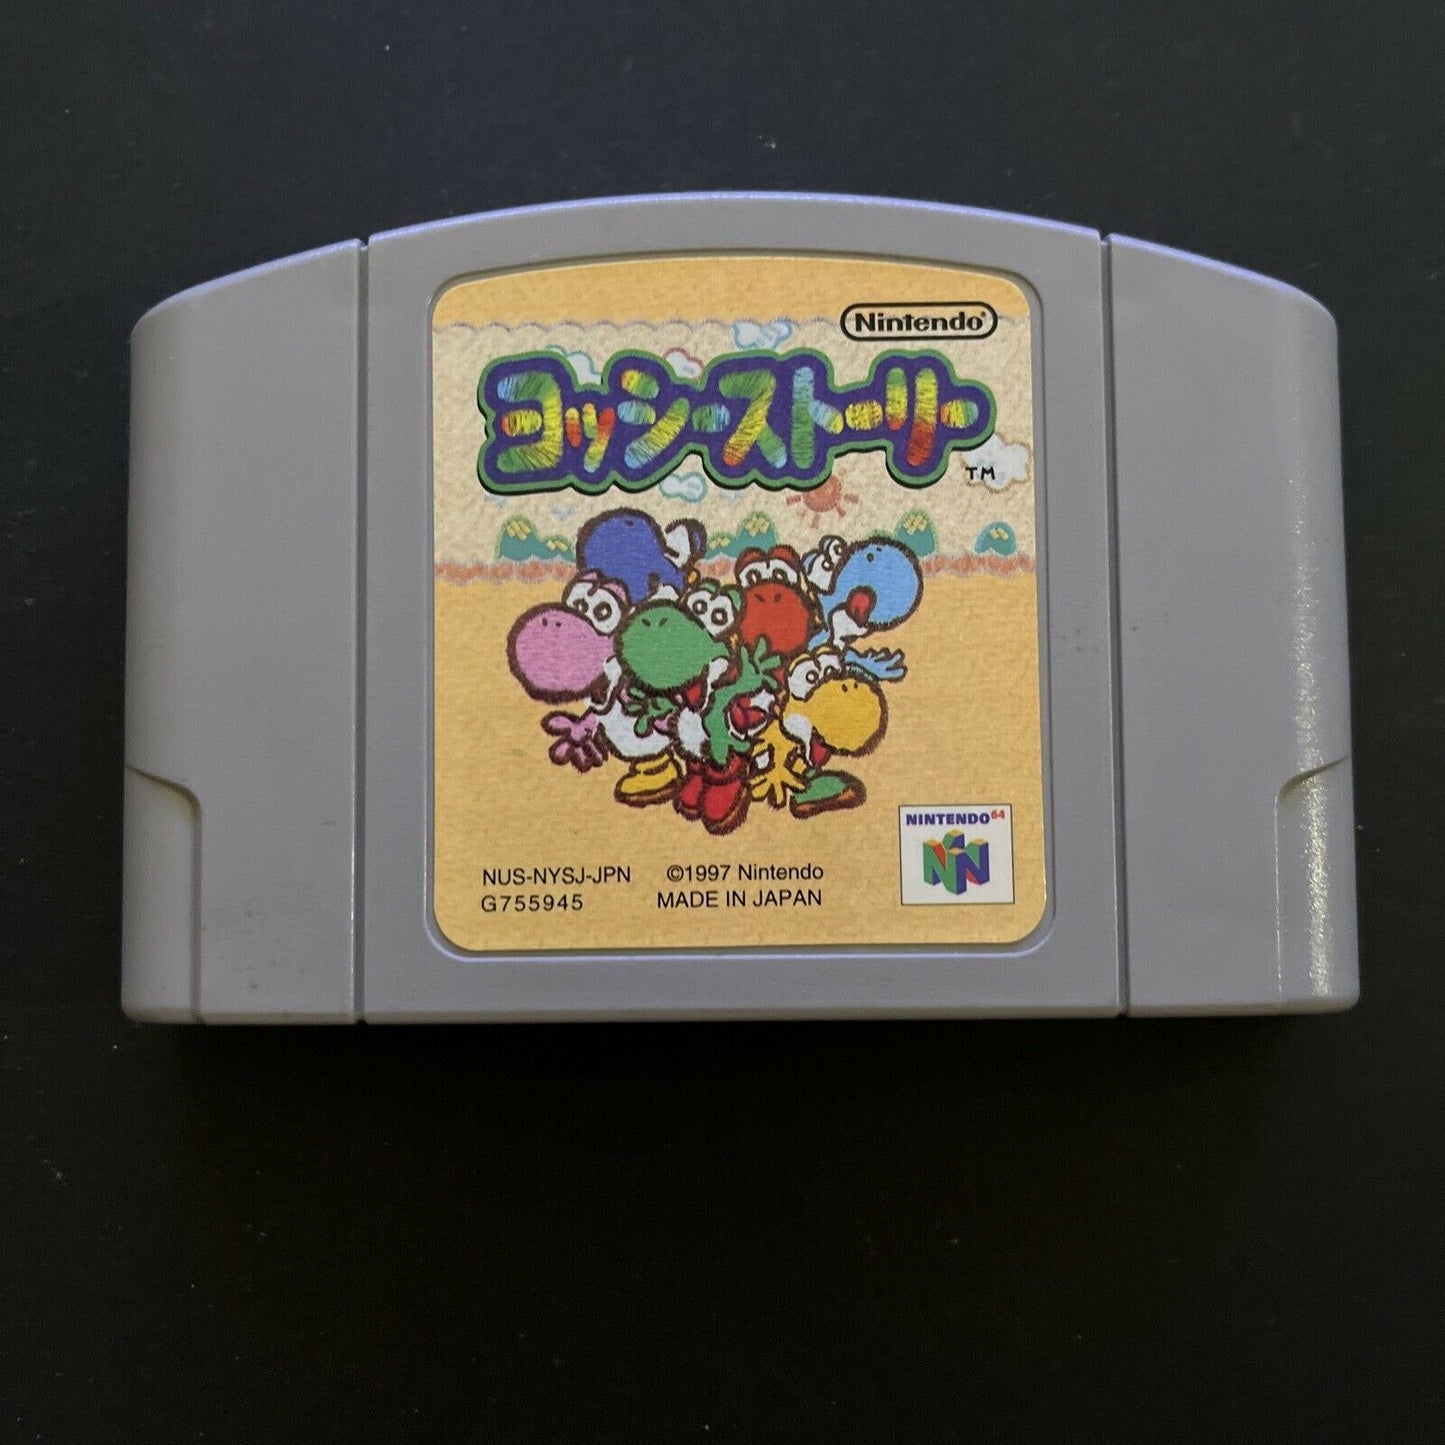 Nintendo®
ヨッシーストーリー
TM
NINTENDO64
NUS-NYSJ-JPN ©1997 Nintendo
G755945 MADE IN JAPAN